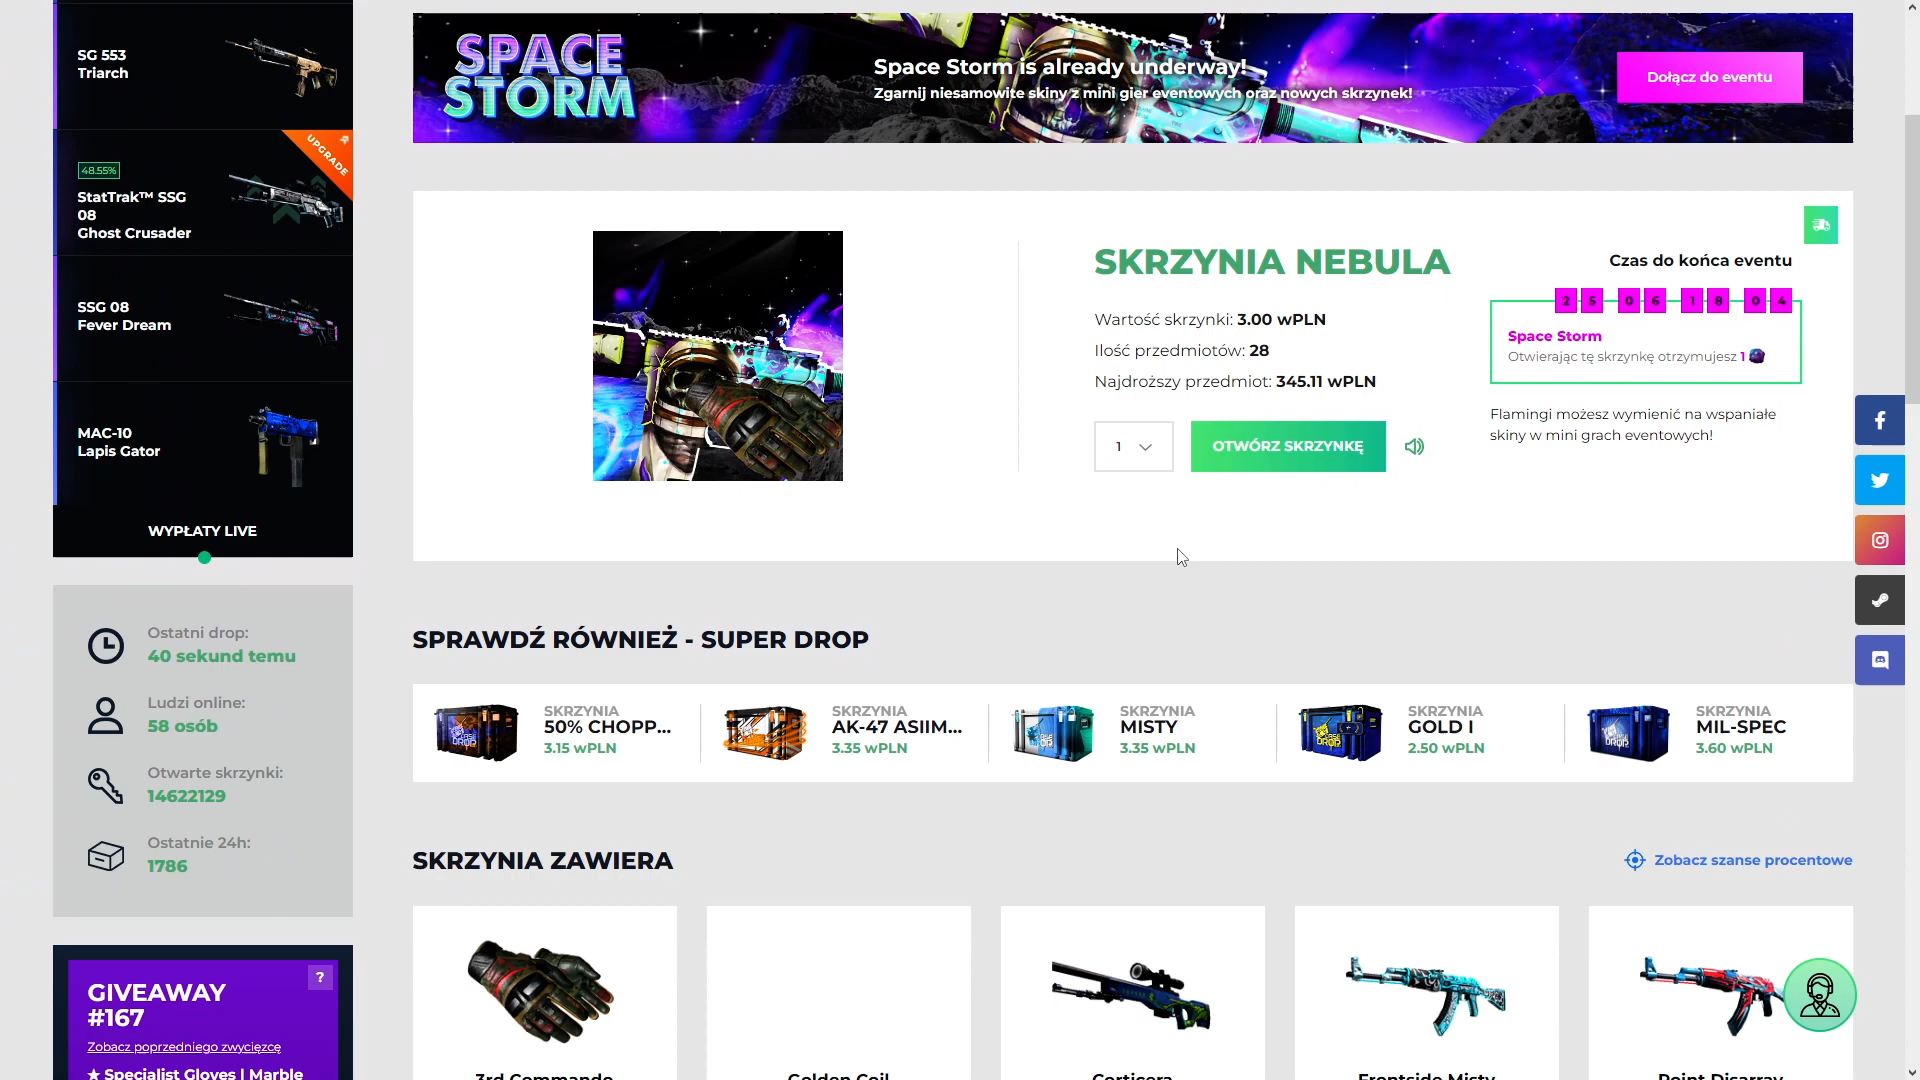 SG 553
Triarch
UPGRADE
48.55%
StatTrak™ SSG
08
Ghost Crusader
SSG 08
Fever Dream
MAC-10
Lapis Gator
WYPŁATY LIVE
Ostatni drop:
40 sekund temu
Ludzi online:
58 osób
Otwarte skrzynki:
14622129
Ostatnie 24h:
1786
GIVEAWAY
#167
?
Zobacz poprzedniego zwycięzcę
★ Specialist Gloves | Marble
SPACE
STORM
Space Storm is already underway!
Zgarnij niesamowite skiny z mini gier eventowych oraz nowych skrzynek!
Dołącz do eventu
SKRZYNIA NEBULA
Wartość skrzynki: 3.00 wPLN
Ilość przedmiotów: 28
Najdroższy przedmiot: 345.11 wPLN
1
OTWÓRZ SKRZYNKĘ
Czas do końca eventu
2 5 0 6 1 8 0 4
Space Storm
Otwierając tę skrzynkę otrzymujesz 1
Flamingi możesz wymienić na wspaniałe
skiny w mini grach eventowych!
SPRAWDŹ RÓWNIEŻ - SUPER DROP
SKRZYNIA
50% CHOPP...
3.15 wPLN
SKRZYNIA
AK-47 ASIIM...
3.35 wPLN
SKRZYNIA
MISTY
3.35 wPLN
SKRZYNIA
GOLD I
2.50 wPLN
SKRZYNIA
MIL-SPEC
3.60 wPLN
SKRZYNIA ZAWIERA
Zobacz szanse procentowe
3rd Commando
Golden Coil
Corticera
Frontside Misty
Point Disarray